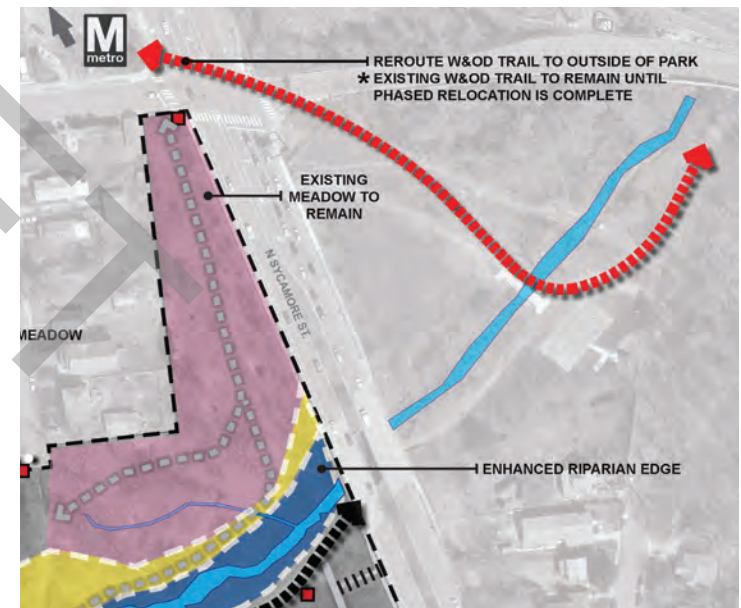 M
metro
REROUTE W&OD TRAIL TO OUTSIDE OF PARK
* EXISTING W&OD TRAIL TO REMAIN UNTIL
PHASED RELOCATION IS COMPLETE
EXISTING
MEADOW TO
REMAIN
N SYCAMORE ST.
MEADOW
ENHANCED RIPARIAN EDGE